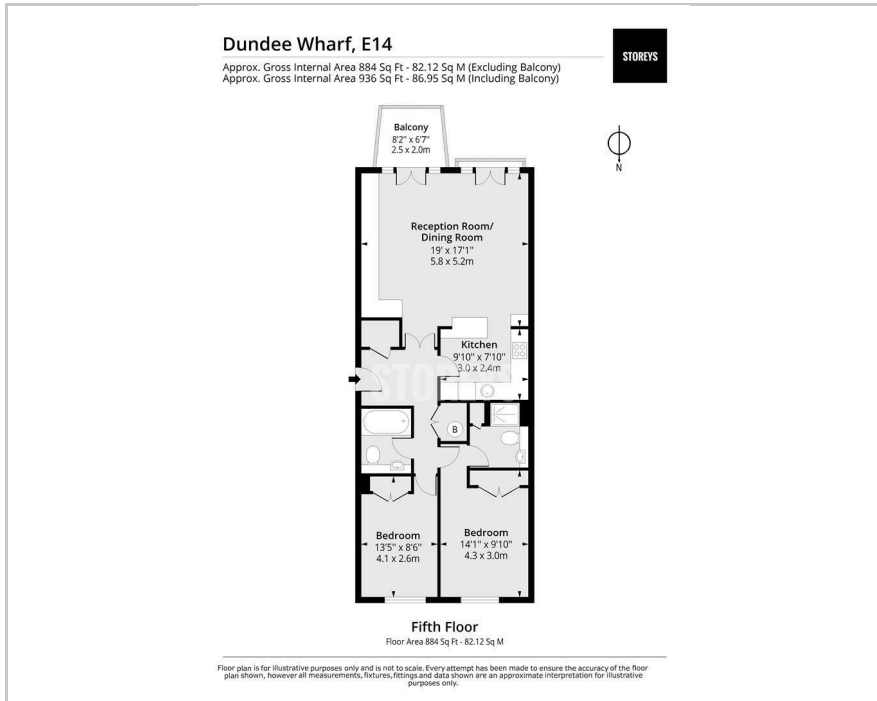 Dundee Wharf, E14
Approx. Gross Internal Area 884 Sq Ft - 82.12 Sq M (Excluding Balcony)
Approx. Gross Internal Area 936 Sq Ft - 86.95 Sq M (Including Balcony)
STOREYS
Balcony
8'2" x 6'7"
2.5 x 2.0m
N
Reception Room/
Dining Room
19' x 17'1"
5.8 x 5.2m
Kitchen
9'10" x 7'10"
3.0 x 2.4m
STOREYS
B
Bedroom
13'5" x 8'6"
4.1 x 2.6m
Bedroom
14'1" x 9'10"
4.3 x 3.0m
Fifth Floor
Floor Area 884 Sq Ft - 82.12 Sq M
Floor plan is for illustrative purposes only and is not to scale. Every attempt has been made to ensure the accuracy of the floor
plan shown, however all measurements, fixtures, fittings and data shown are an approximate interpretation for illustrative
purposes only.